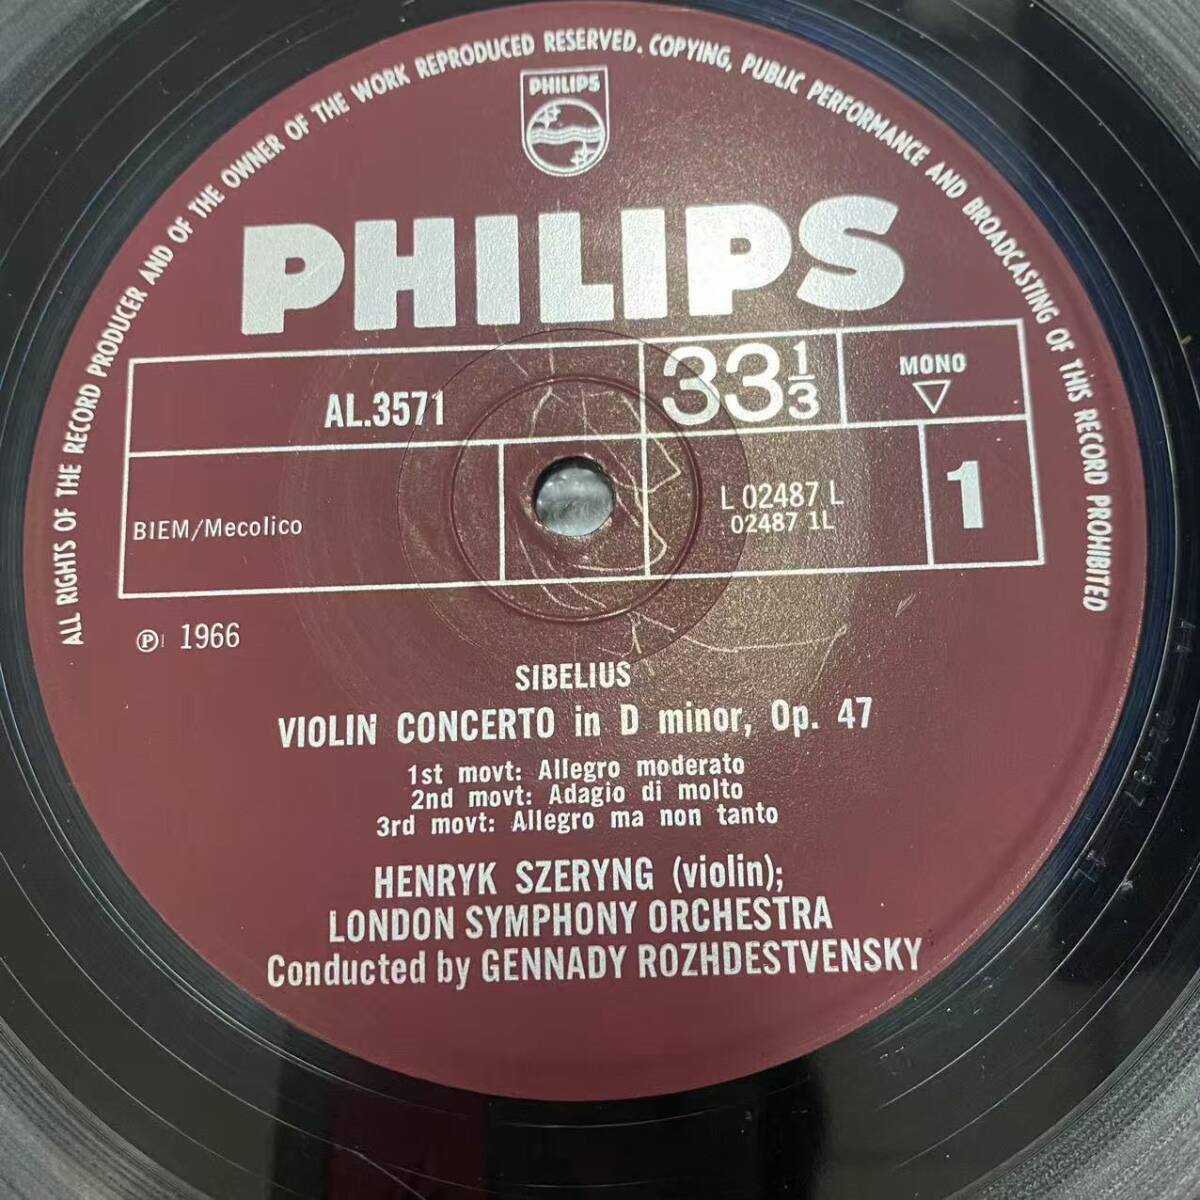 ALL RIGHTS OF THE RECORD PRODUCER AND OF THE OWNER OF THE WORK REPRODUCED RESERVED. COPYING, PUBLIC PERFORMANCE AND BROADCASTING OF THIS RECORD PROHIBITED
PHILIPS
PHILIPS
AL.3571
33 1/3
MONO
BIEM/Mecolico
L 02487 L
02487 1L
1
℗ 1966
SIBELIUS
VIOLIN CONCERTO in D minor, Op. 47
1st movt: Allegro moderato
2nd movt: Adagio di molto
3rd movt: Allegro ma non tanto
HENRYK SZERYNG (violin);
LONDON SYMPHONY ORCHESTRA
Conducted by GENNADY ROZHDESTVENSKY